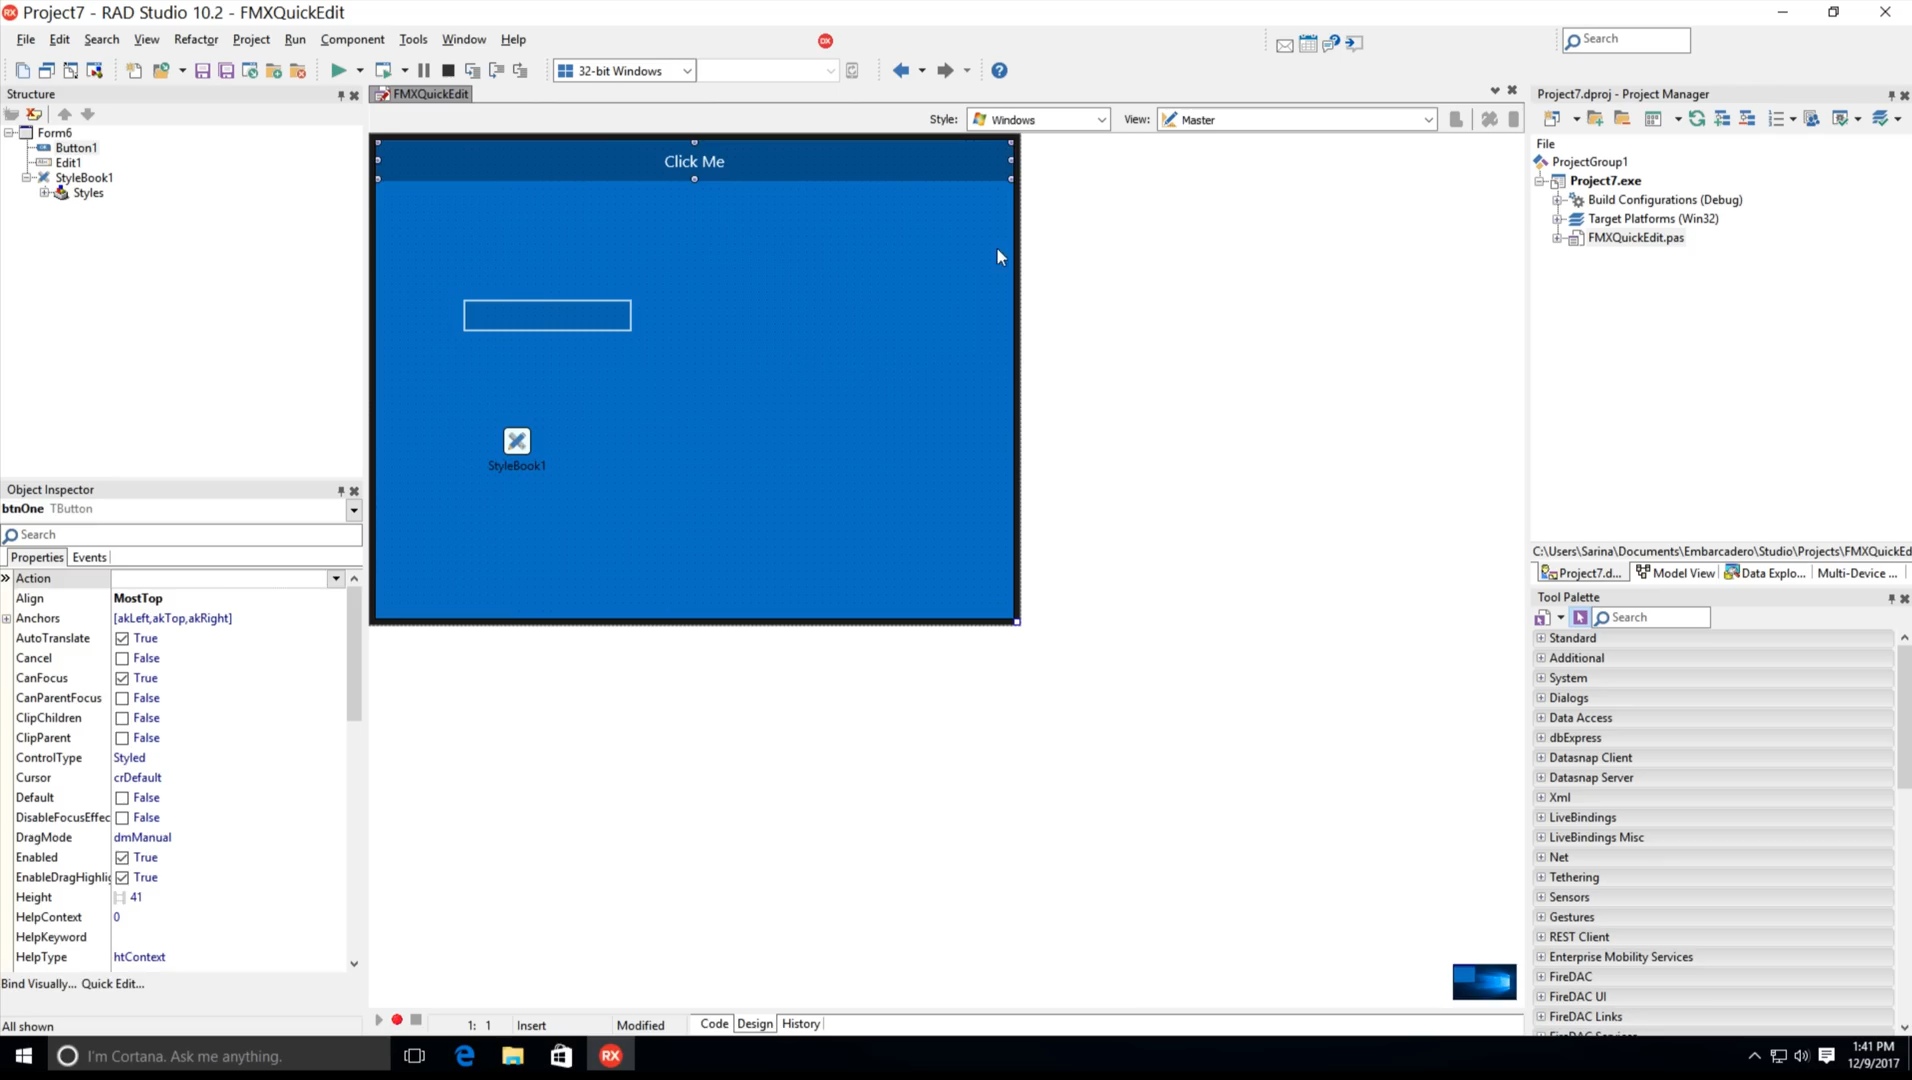 Project7 - RAD Studio 10.2 - FMXQuickEdit
File Edit Search View Refactor Project Run Component Tools Window Help
DX
Search
32-bit Windows
Structure
FMXQuickEdit
Project7.dproj - Project Manager
Style: Windows View: Master
Form6
Button1
Edit1
StyleBook1
Styles
Click Me
StyleBook1
File
ProjectGroup1
Project7.exe
Build Configurations (Debug)
Target Platforms (Win32)
FMXQuickEdit.pas
Object Inspector
btnOne TButton
Search
Properties Events
Action
Align MostTop
Anchors [akLeft,akTop,akRight]
AutoTranslate True
Cancel False
CanFocus True
CanParentFocus False
ClipChildren False
ClipParent False
ControlType Styled
Cursor crDefault
Default False
DisableFocusEffec False
DragMode dmManual
Enabled True
EnableDragHighlig True
Height 41
HelpContext 0
HelpKeyword
HelpType htContext
Bind Visually... Quick Edit...
All shown
1: 1 Insert Modified Code Design History
C:\Users\Sarina\Documents\Embarcadero\Studio\Projects\FMXQuickEd
Project7.d... Model View Data Explo... Multi-Device ...
Tool Palette
Search
Standard
Additional
System
Dialogs
Data Access
dbExpress
Datasnap Client
Datasnap Server
Xml
LiveBindings
LiveBindings Misc
Net
Tethering
Sensors
Gestures
REST Client
Enterprise Mobility Services
FireDAC
FireDAC UI
FireDAC Links
FireDAC Services
I'm Cortana. Ask me anything.
RX
1:41 PM
12/9/2017